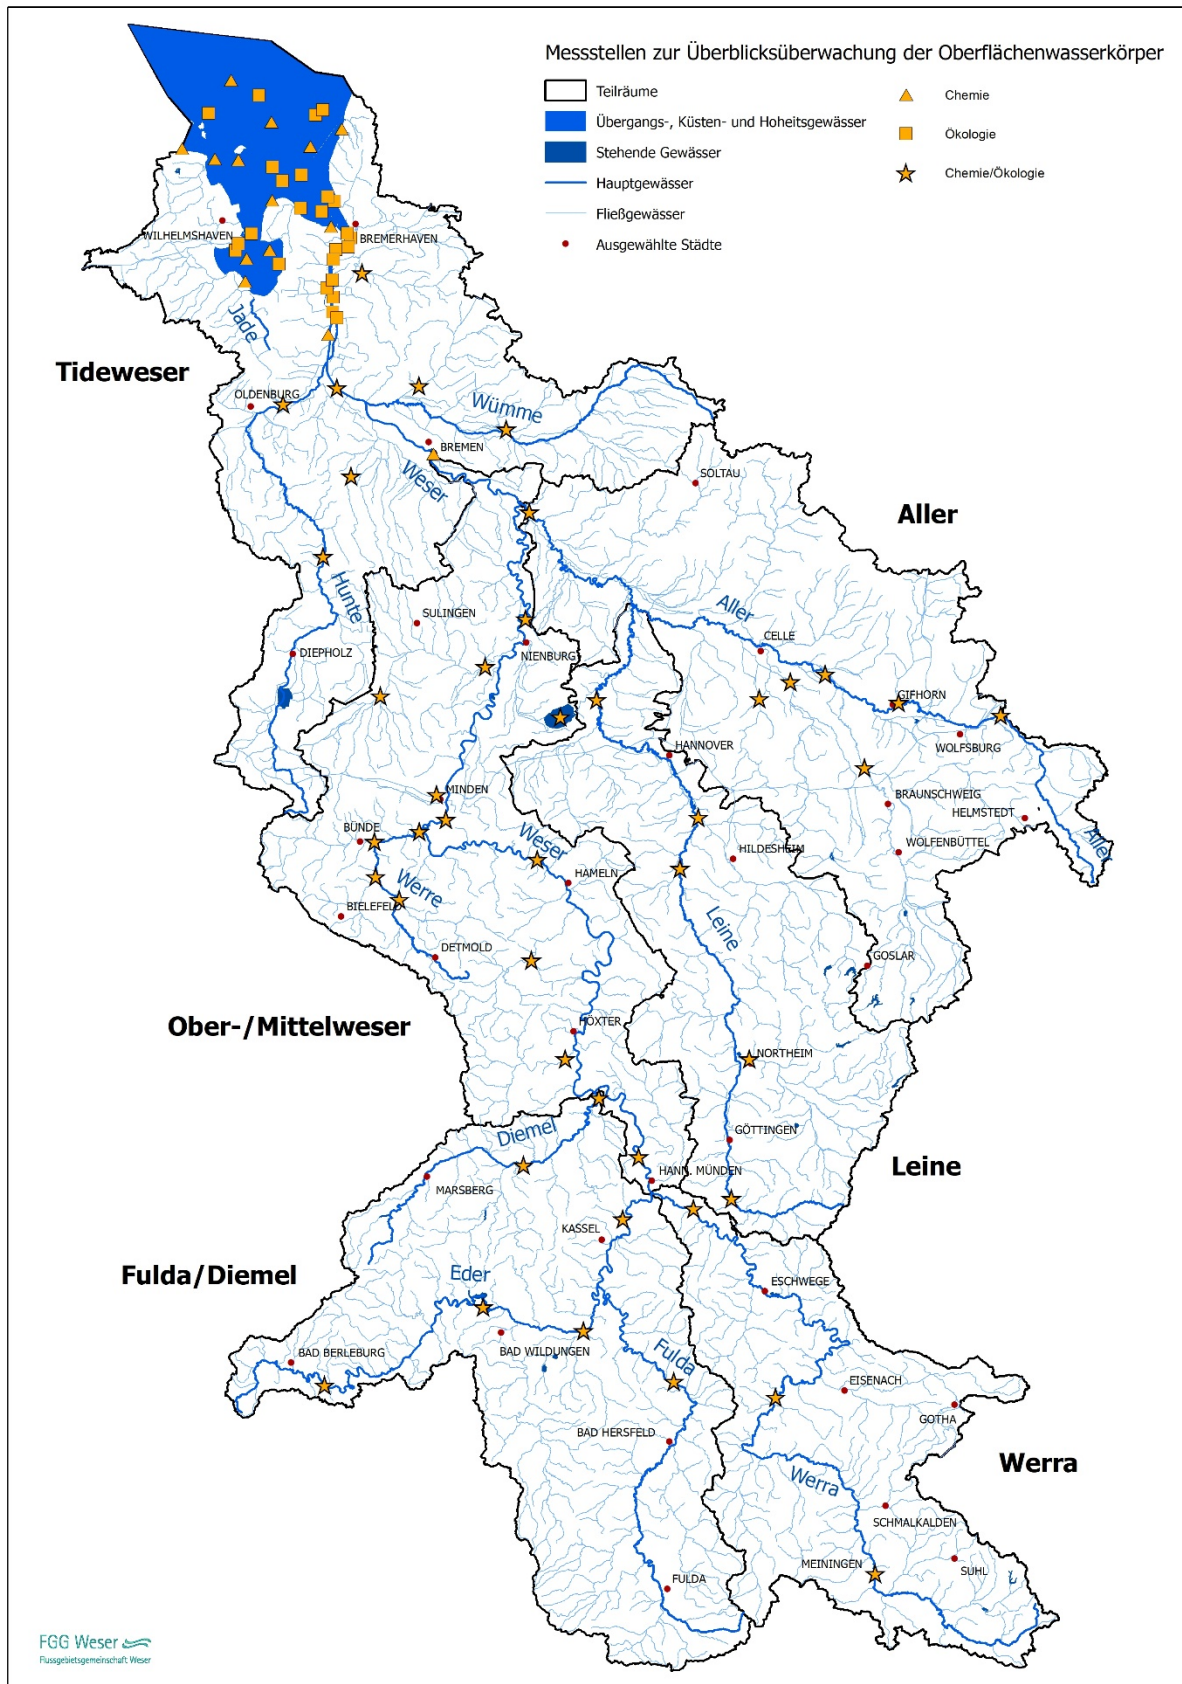 Messstellen zur Überblicksüberwachung der Oberflächenwasserkörper
Teilräume
Übergangs-, Küsten- und Hoheitsgewässer
Stehende Gewässer
Hauptgewässer
Fließgewässer
Ausgewählte Städte
Chemie
Ökologie
Chemie/Ökologie
WILHELMSHAVEN
BREMERHAVEN
Jade
Tideweser
OLDENBURG
Wümme
BREMEN
Weser
SOLTAU
Aller
Hunte
Aller
SULINGEN
CELLE
NIENBURG
DIEPHOLZ
GIFHORN
WOLFSBURG
HANNOVER
MINDEN
BRAUNSCHWEIG
HELMSTEDT
BÜNDE
Weser
HILDESHEIM
WOLFENBÜTTEL
Aller
HAMELN
Werre
BIELEFELD
Leine
DETMOLD
GOSLAR
Ober-/Mittelweser
HÖXTER
NORTHEIM
Diemel
GÖTTINGEN
Leine
MARSBERG
HANN. MÜNDEN
KASSEL
Fulda/Diemel
Eder
ESCHWEGE
BAD WILDUNGEN
Fulda
BAD BERLEBURG
EISENACH
GOTHA
BAD HERSFELD
Werra
Werra
SCHMALKALDEN
MEININGEN
SUHL
FULDA
FGG Weser
Flussgebietsgemeinschaft Weser